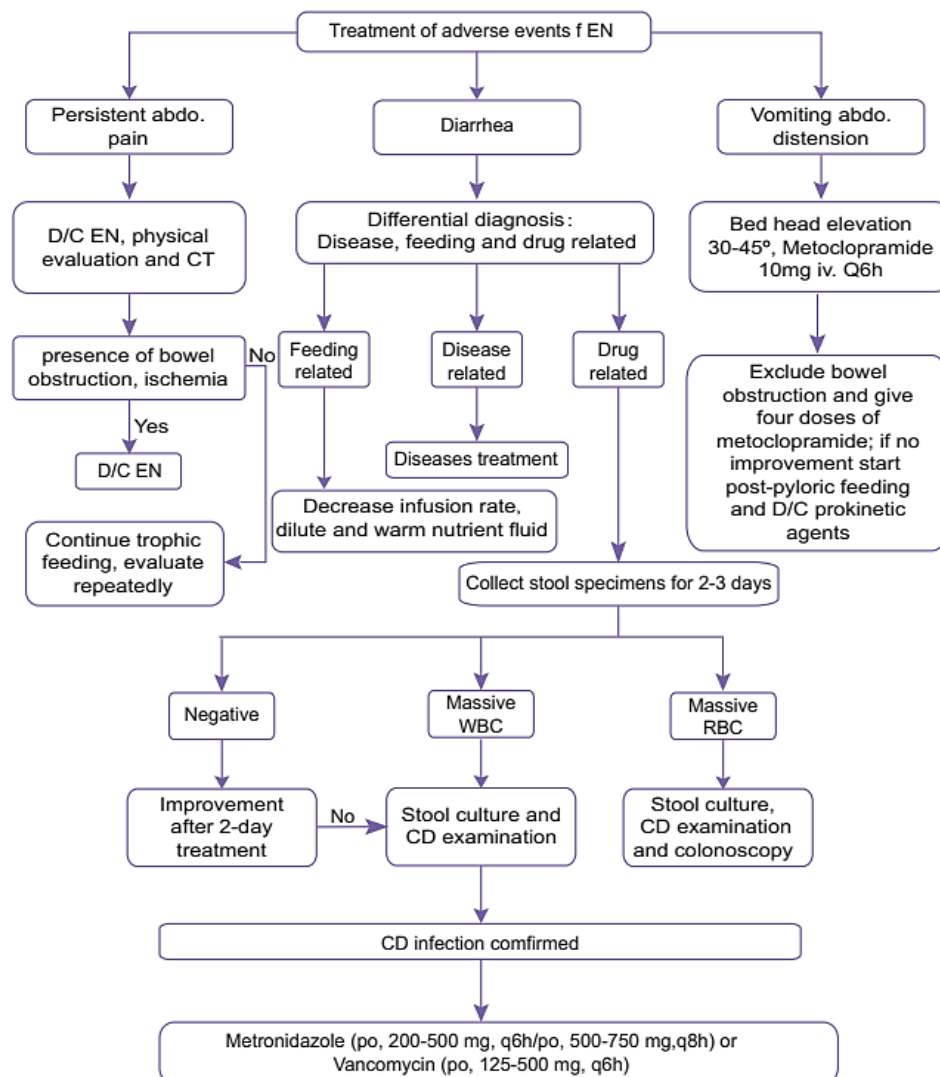 Treatment of adverse events f EN
Persistent abdo.
pain
Diarrhea
Vomiting abdo.
distension
D/C EN, physical
evaluation and CT
Differential diagnosis:
Disease, feeding and drug related
Bed head elevation
30-45º, Metoclopramide
10mg iv. Q6h
presence of bowel
obstruction, ischemia
No
Feeding
related
Disease
related
Drug
related
Exclude bowel
obstruction and give
four doses of
metoclopramide; if no
improvement start
post-pyloric feeding
and D/C prokinetic
agents
Yes
D/C EN
Diseases treatment
Decrease infusion rate,
dilute and warm nutrient fluid
Continue trophic
feeding, evaluate
repeatedly
Collect stool specimens for 2-3 days
Negative
Massive
WBC
Massive
RBC
Improvement
after 2-day
treatment
No
Stool culture and
CD examination
Stool culture,
CD examination
and colonoscopy
CD infection comfirmed
Metronidazole (po, 200-500 mg, q6h/po, 500-750 mg,q8h) or
Vancomycin (po, 125-500 mg, q6h)